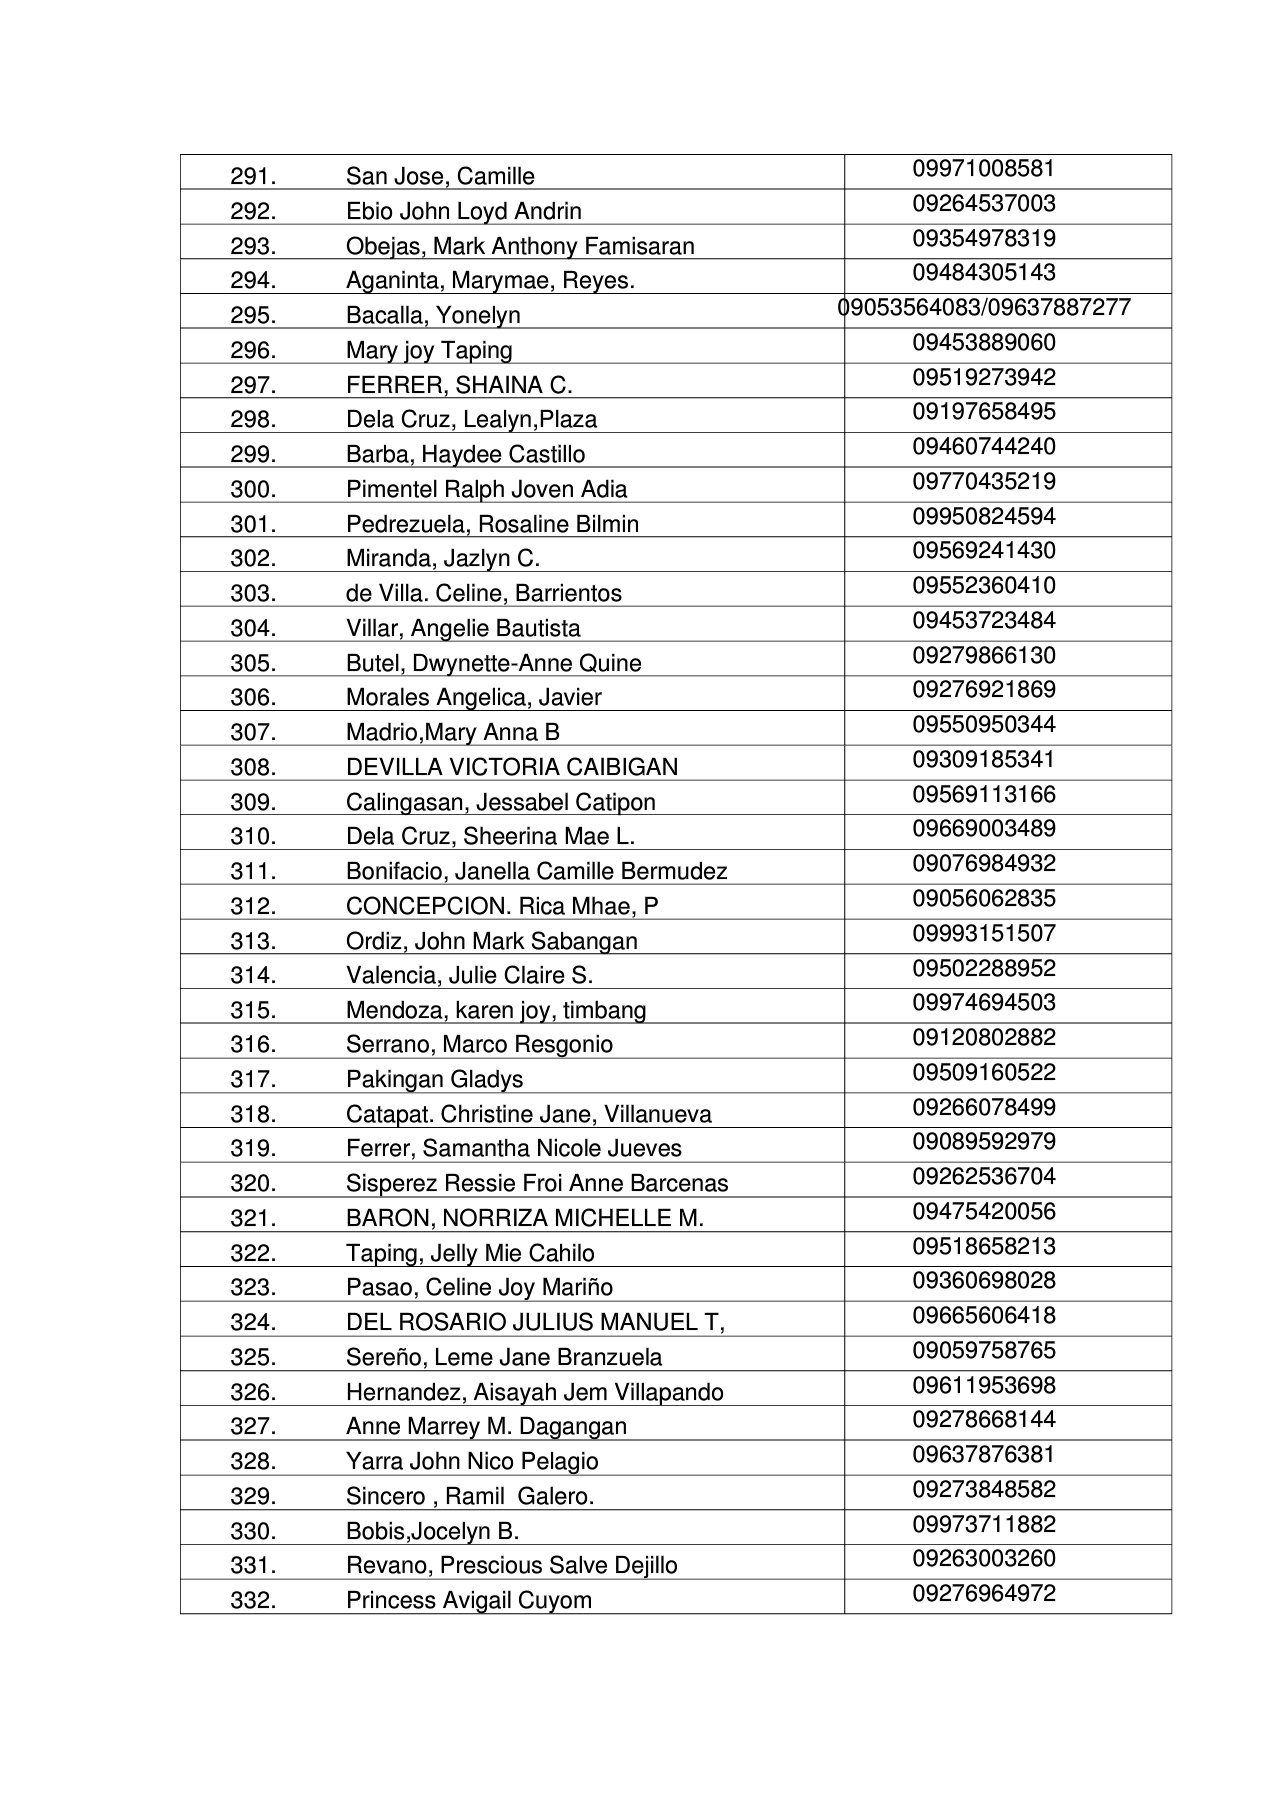 291. San Jose, Camille 09971008581
292. Ebio John Loyd Andrin 09264537003
293. Obejas, Mark Anthony Famisaran 09354978319
294. Aganinta, Marymae, Reyes. 09484305143
295. Bacalla, Yonelyn 09053564083/09637887277
296. Mary joy Taping 09453889060
297. FERRER, SHAINA C. 09519273942
298. Dela Cruz, Lealyn,Plaza 09197658495
299. Barba, Haydee Castillo 09460744240
300. Pimentel Ralph Joven Adia 09770435219
301. Pedrezuela, Rosaline Bilmin 09950824594
302. Miranda, Jazlyn C. 09569241430
303. de Villa. Celine, Barrientos 09552360410
304. Villar, Angelie Bautista 09453723484
305. Butel, Dwynette-Anne Quine 09279866130
306. Morales Angelica, Javier 09276921869
307. Madrio,Mary Anna B 09550950344
308. DEVILLA VICTORIA CAIBIGAN 09309185341
309. Calingasan, Jessabel Catipon 09569113166
310. Dela Cruz, Sheerina Mae L. 09669003489
311. Bonifacio, Janella Camille Bermudez 09076984932
312. CONCEPCION. Rica Mhae, P 09056062835
313. Ordiz, John Mark Sabangan 09993151507
314. Valencia, Julie Claire S. 09502288952
315. Mendoza, karen joy, timbang 09974694503
316. Serrano, Marco Resgonio 09120802882
317. Pakingan Gladys 09509160522
318. Catapat. Christine Jane, Villanueva 09266078499
319. Ferrer, Samantha Nicole Jueves 09089592979
320. Sisperez Ressie Froi Anne Barcenas 09262536704
321. BARON, NORRIZA MICHELLE M. 09475420056
322. Taping, Jelly Mie Cahilo 09518658213
323. Pasao, Celine Joy Mariño 09360698028
324. DEL ROSARIO JULIUS MANUEL T, 09665606418
325. Sereño, Leme Jane Branzuela 09059758765
326. Hernandez, Aisayah Jem Villapando 09611953698
327. Anne Marrey M. Dagangan 09278668144
328. Yarra John Nico Pelagio 09637876381
329. Sincero , Ramil  Galero. 09273848582
330. Bobis,Jocelyn B. 09973711882
331. Revano, Prescious Salve Dejillo 09263003260
332. Princess Avigail Cuyom 09276964972